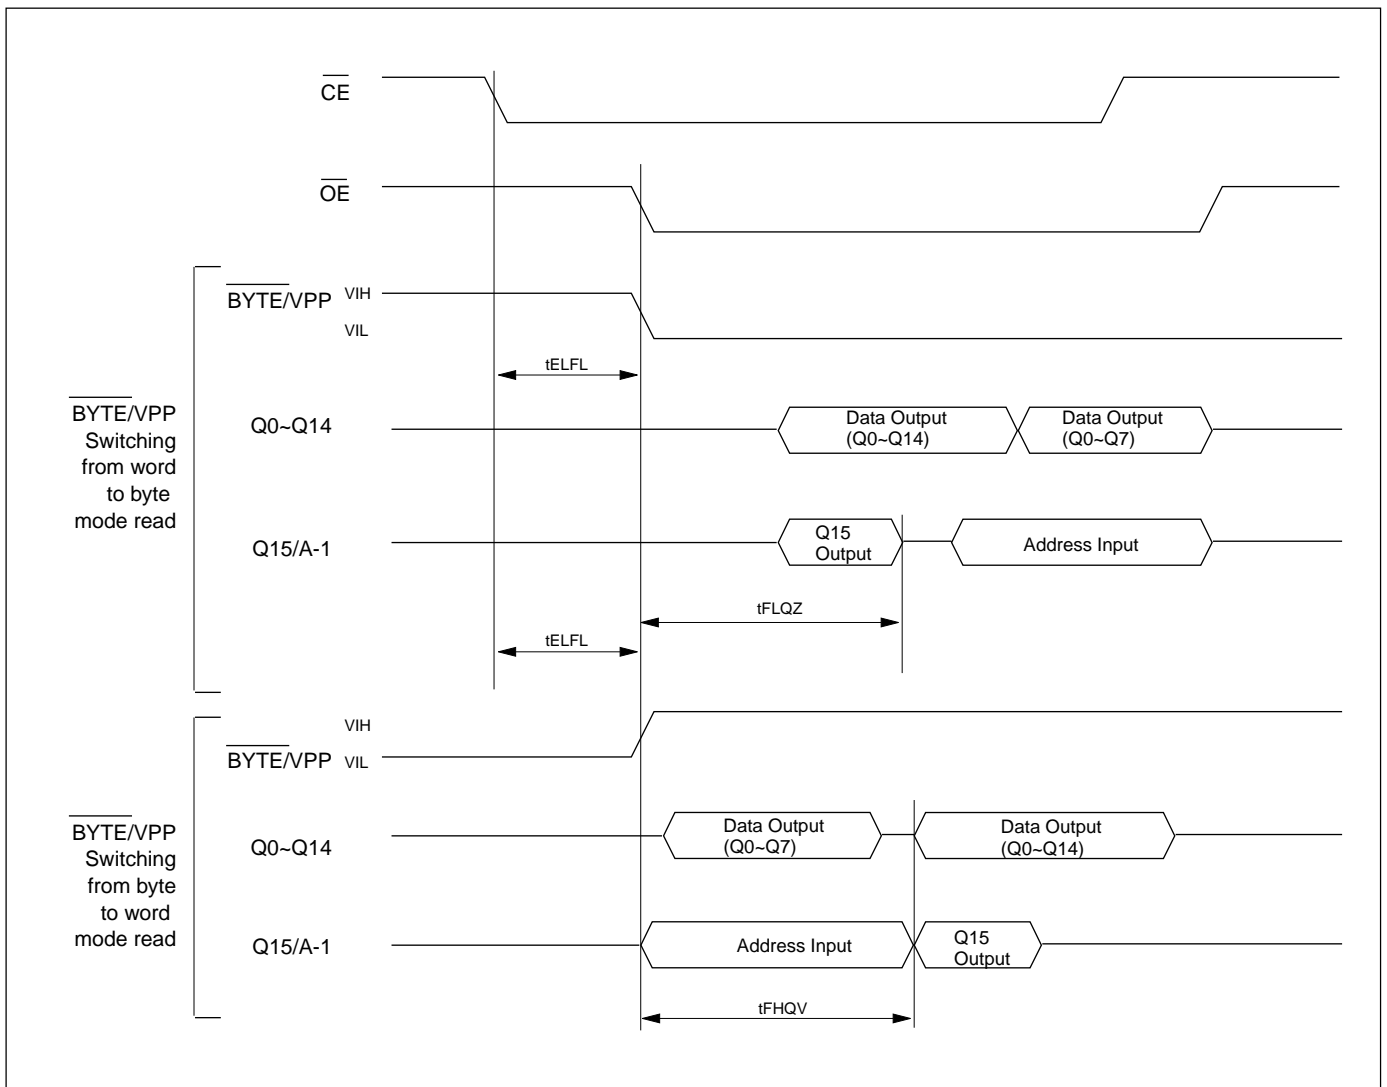 CE
OE
BYTE/VPP VIH
VIL
tELFL
BYTE/VPP
Switching
from word
to byte
mode read
Q0~Q14
Data Output
(Q0~Q14)
Data Output
(Q0~Q7)
Q15/A-1
Q15
Output
Address Input
tFLQZ
tELFL
VIH
BYTE/VPP VIL
BYTE/VPP
Switching
from byte
to word
mode read
Q0~Q14
Data Output
(Q0~Q7)
Data Output
(Q0~Q14)
Q15/A-1
Address Input
Q15
Output
tFHQV